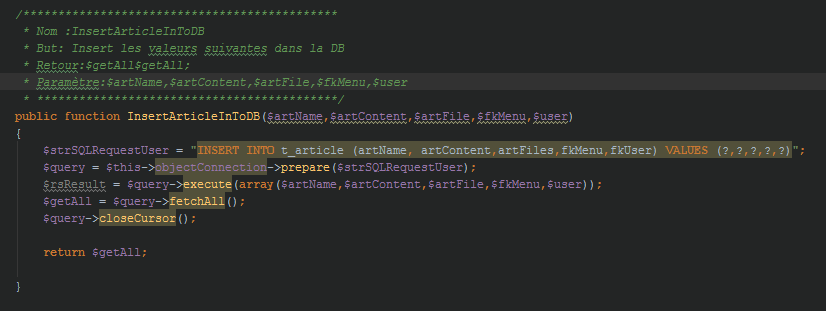 /*********************************************
* Nom :InsertArticleInToDB
* But: Insert les valeurs suivantes dans la DB
* Retour:$getAll$getAll;
* Paramètre:$artName,$artContent,$artFile,$fkMenu,$user
* *******************************************/
public function InsertArticleInToDB($artName,$artContent,$artFile,$fkMenu,$user)
{
$strSQLRequestUser = "INSERT INTO t_article (artName, artContent,artFiles,fkMenu,fkUser) VALUES (?,?,?,?,?)";
$query = $this->objectConnection->prepare($strSQLRequestUser);
$rsResult = $query->execute(array($artName,$artContent,$artFile,$fkMenu,$user));
$getAll = $query->fetchAll();
$query->closeCursor();
return $getAll;
}